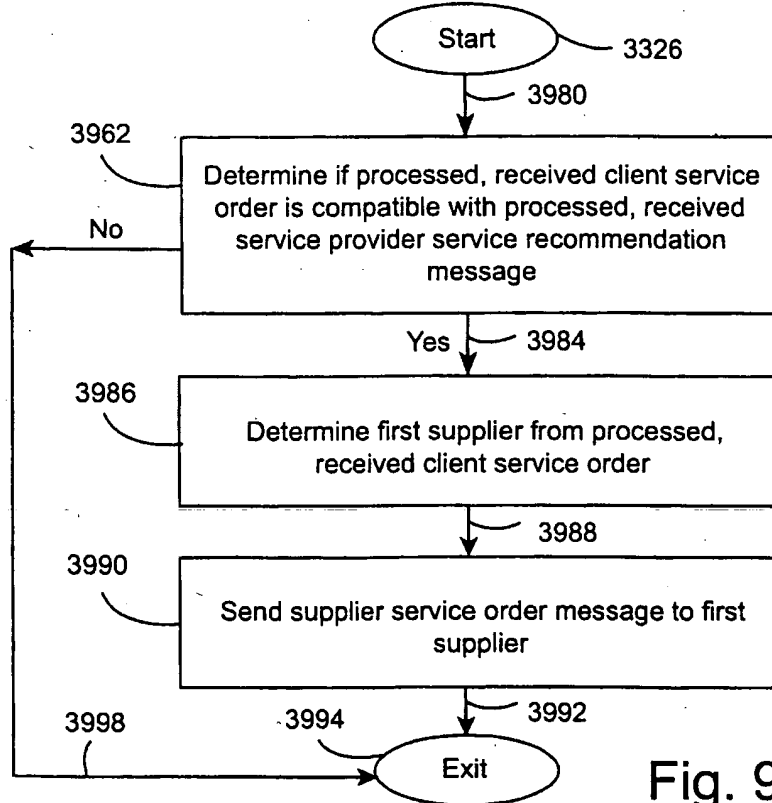 Start
3326
3980
3962
Determine if processed, received client service
order is compatible with processed, received
service provider service recommendation
message
No
Yes
3984
3986
Determine first supplier from processed,
received client service order
3988
3990
Send supplier service order message to first
supplier
3992
3994
3998
Exit
Fig. 9